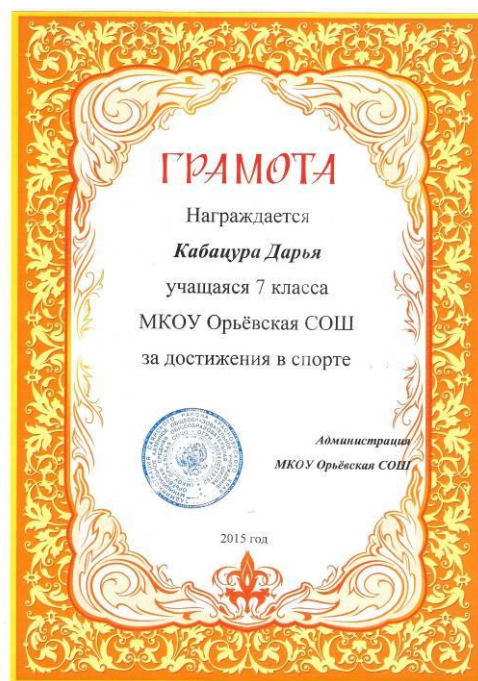 ГРАМОТА
Награждается
Кабацура Дарья
учащаяся 7 класса
МКОУ Орьёвская СОШ
за достижения в спорте
Администрация
МКОУ Орьёвская СОШ
2015 год